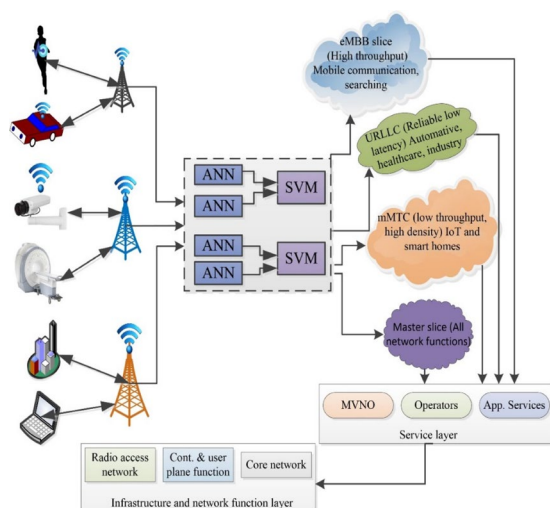 eMBB slice
(High throughput)
Mobile communication,
searching
URLLC (Reliable low
latency) Automative,
healthcare, industry
ANN
ANN
SVM
ANN
ANN
SVM
mMTC (low throughput,
high density) IoT and
smart homes
Master slice (All
network functions)
MVNO
Operators
App. Services
Service layer
Radio access
network
Cont. & user
plane function
Core network
Infrastructure and network function layer